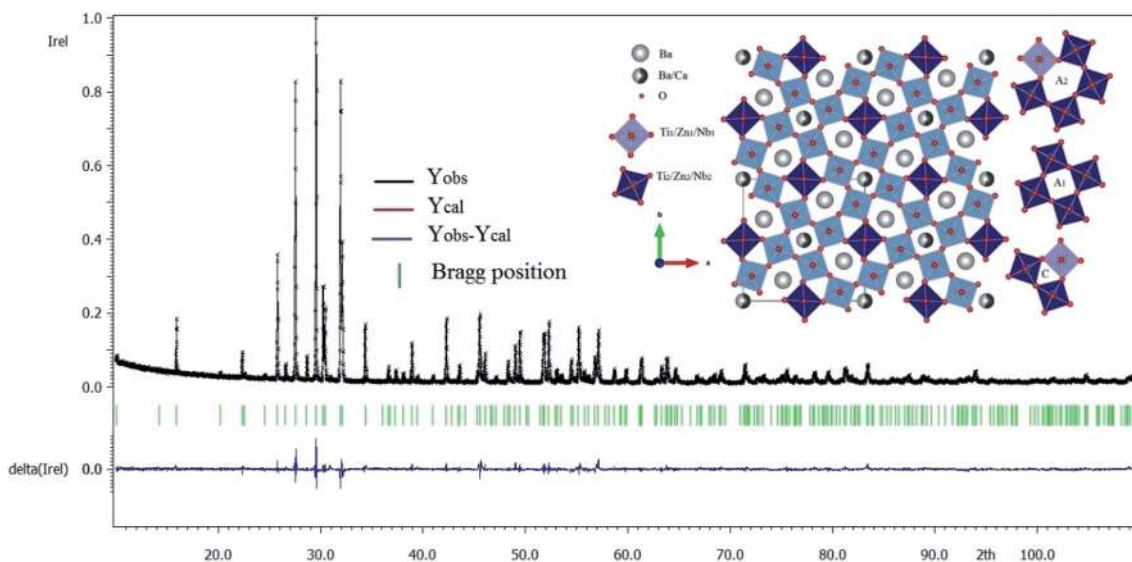 Irel
1.0
0.8
0.6
0.4
0.2
0.0
Yobs
Ycal
Yobs-Ycal
Bragg position
Ba
Ba/Ca
O
Ti1/Zn1/Nb1
Ti2/Zn2/Nb2
b
a
A2
A1
C
delta(Irel)
0.0
20.0
30.0
40.0
50.0
60.0
70.0
80.0
90.0
2th
100.0